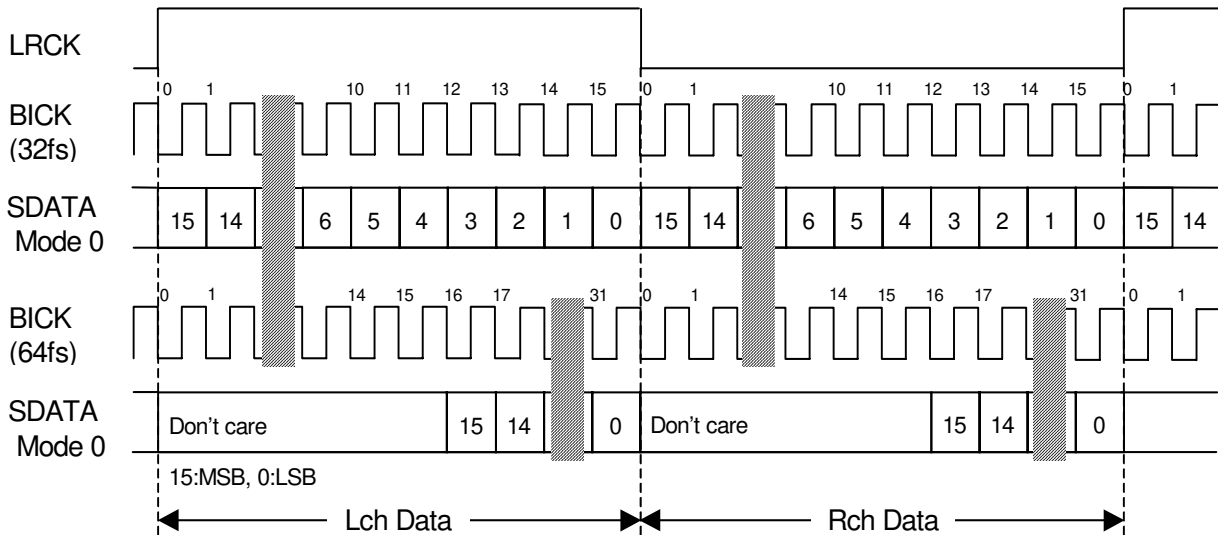 LRCK
0 1 10 11 12 13 14 15 0 1 10 11 12 13 14 15 0 1
BICK
(32fs)
SDATA
Mode 0
15 14 6 5 4 3 2 1 0 15 14 6 5 4 3 2 1 0 15 14
0 1 14 15 16 17 31 0 1 14 15 16 17 31 0 1
BICK
(64fs)
SDATA
Mode 0
Don't care 15 14 0 Don't care 15 14 0
15:MSB, 0:LSB
Lch Data Rch Data